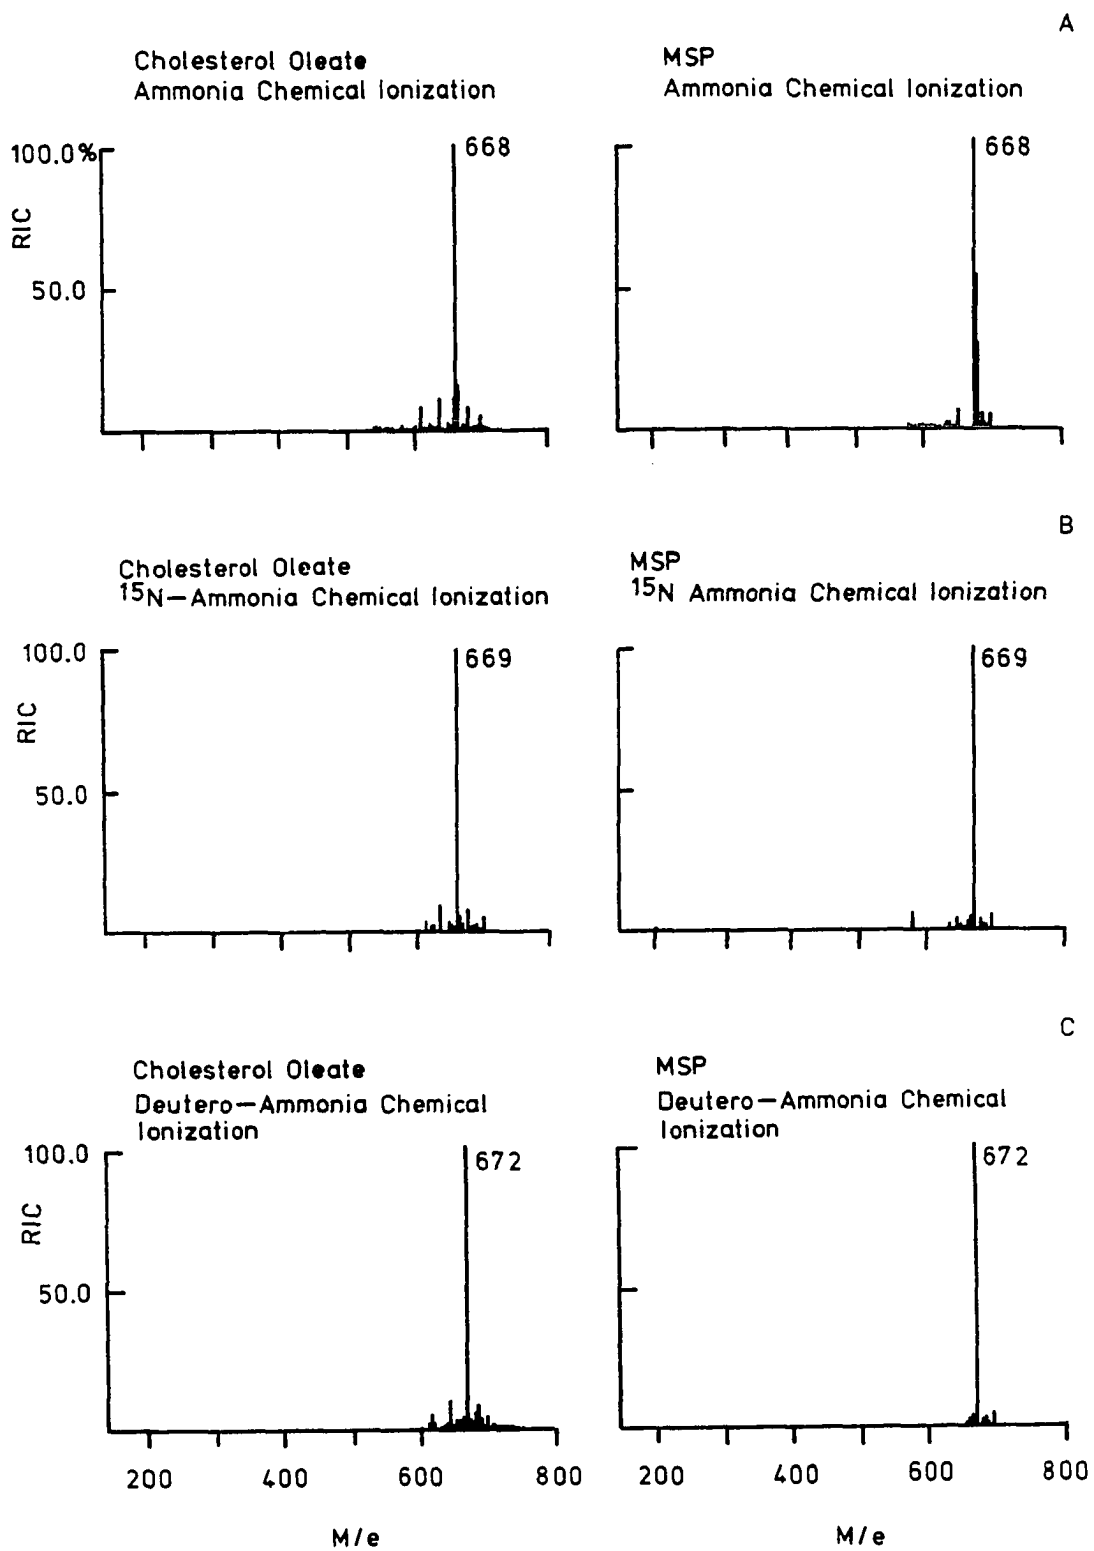 A
Cholesterol Oleate
Ammonia Chemical Ionization
MSP
Ammonia Chemical Ionization
100.0%
668
RIC
50.0
668
B
Cholesterol Oleate
15N—Ammonia Chemical Ionization
MSP
15N Ammonia Chemical Ionization
100.0
669
RIC
50.0
669
C
Cholesterol Oleate
Deutero—Ammonia Chemical
Ionization
MSP
Deutero—Ammonia Chemical
Ionization
100.0
672
RIC
50.0
672
200 400 600 800
M/e
200 400 600 800
M/e